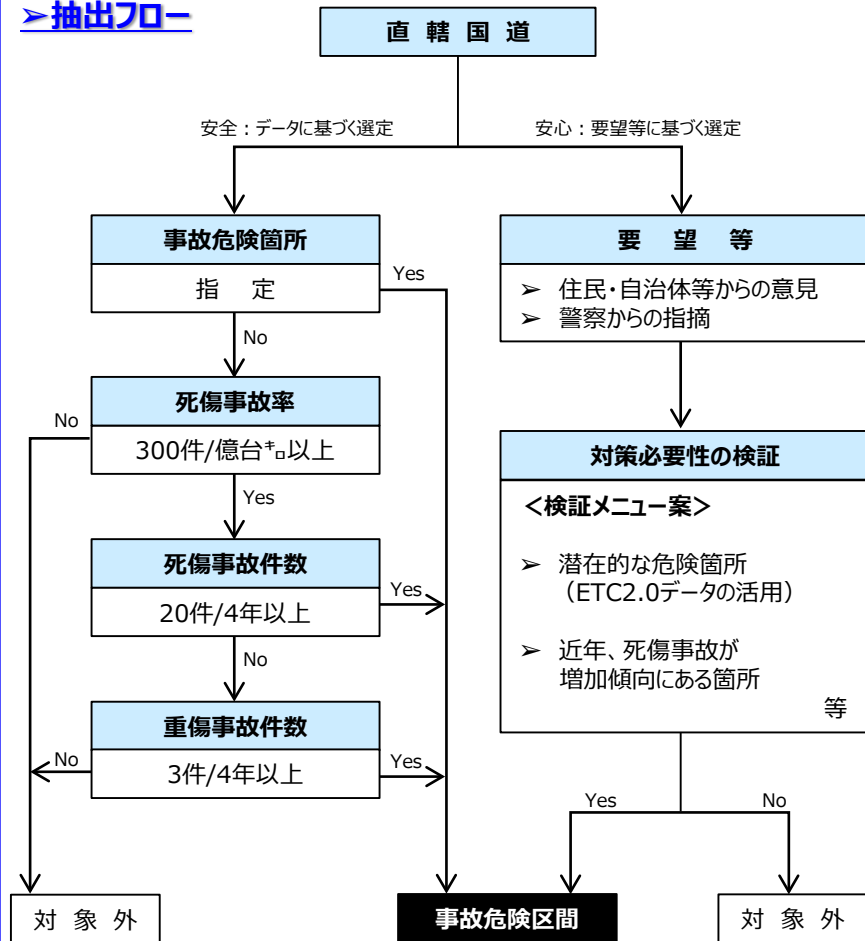 ➢抽出フロー
直 轄 国 道
安全：データに基づく選定
安心：要望等に基づく選定
事故危険箇所
指 定
Yes
No
死傷事故率
300件/億台㌔以上
No
Yes
死傷事故件数
20件/4年以上
Yes
No
重傷事故件数
3件/4年以上
No
Yes
要 望 等
➢ 住民・自治体等からの意見
➢ 警察からの指摘
対策必要性の検証
＜検証メニュー案＞
➢ 潜在的な危険箇所
（ETC2.0データの活用）
➢ 近年、死傷事故が
増加傾向にある箇所
等
Yes
No
対 象 外
事故危険区間
対 象 外